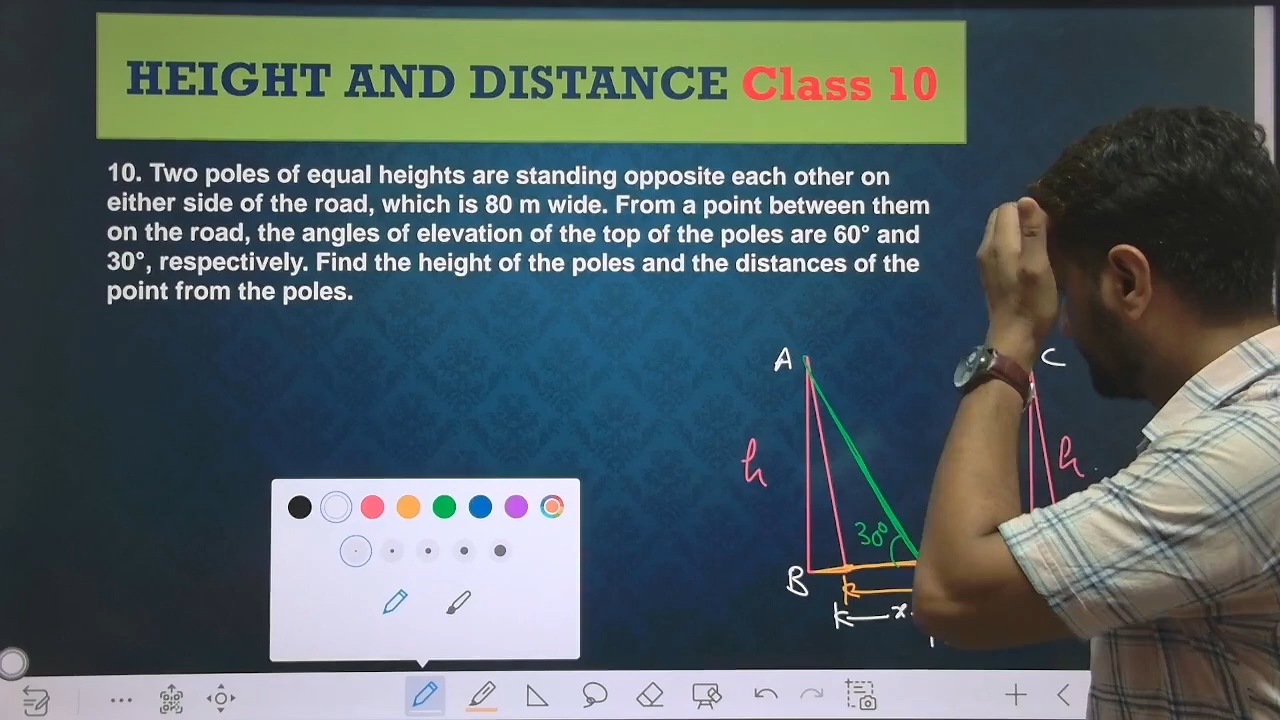 HEIGHT AND DISTANCE Class 10
10. Two poles of equal heights are standing opposite each other on
either side of the road, which is 80 m wide. From a point between them
on the road, the angles of elevation of the top of the poles are 60° and
30°, respectively. Find the height of the poles and the distances of the
point from the poles.
A C
h h
30°
B
x